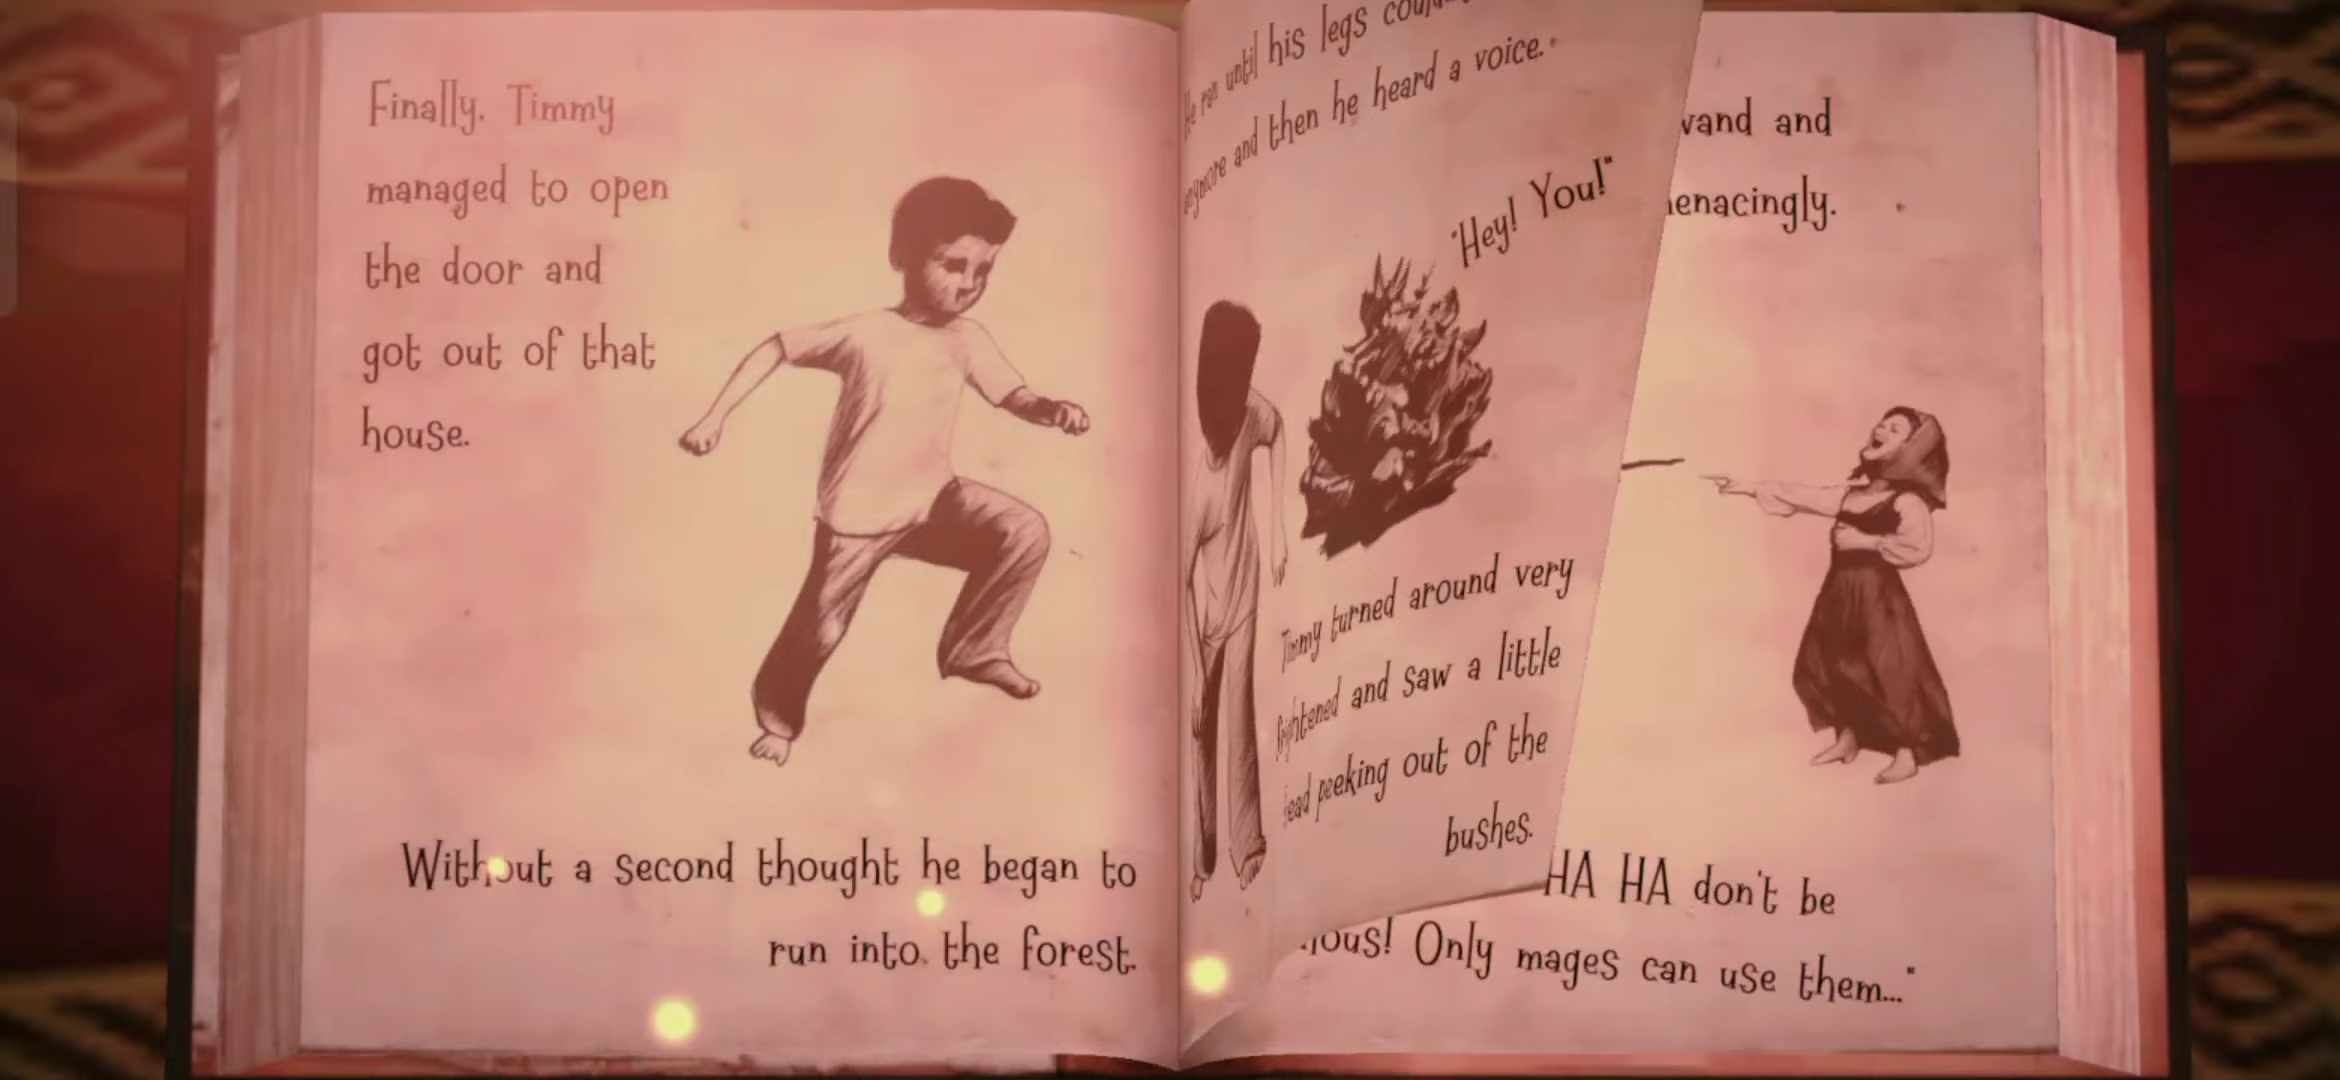 Finally, Timmy
managed to open
the door and
got out of that
house.
Without a second thought he began to
run into the forest.
He ran until his legs
anymore and then he heard a voice.
"Hey! You!"
Timmy turned around very
frightened and saw a little
peeking out of the
bushes.
and
HA HA don't be
Only mages can use them..."